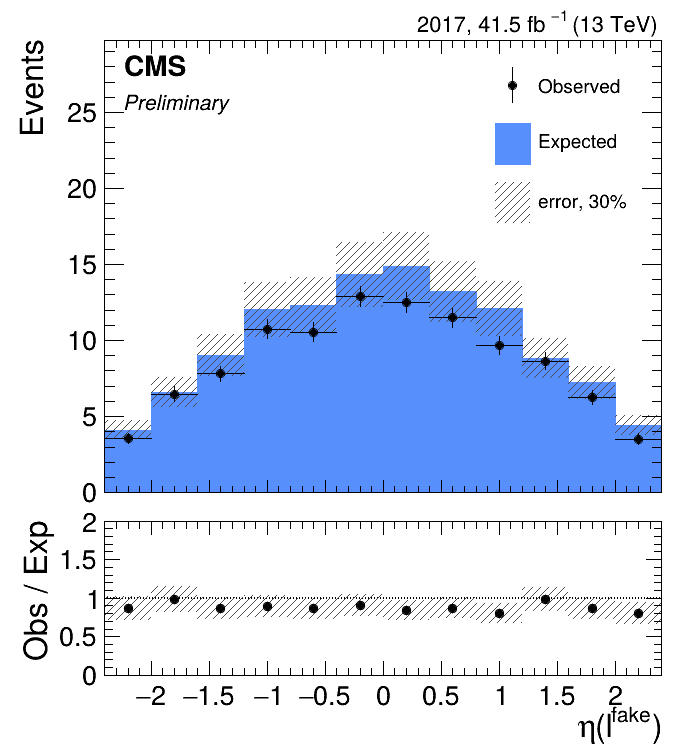 2017, 41.5 fb⁻¹ (13 TeV)
CMS
Preliminary
Observed
Expected
error, 30%
Events
25
20
15
10
5
0
Obs / Exp
2
1.5
1
0.5
0
−2 −1.5 −1 −0.5 0 0.5 1 1.5 2
η(l^fake)